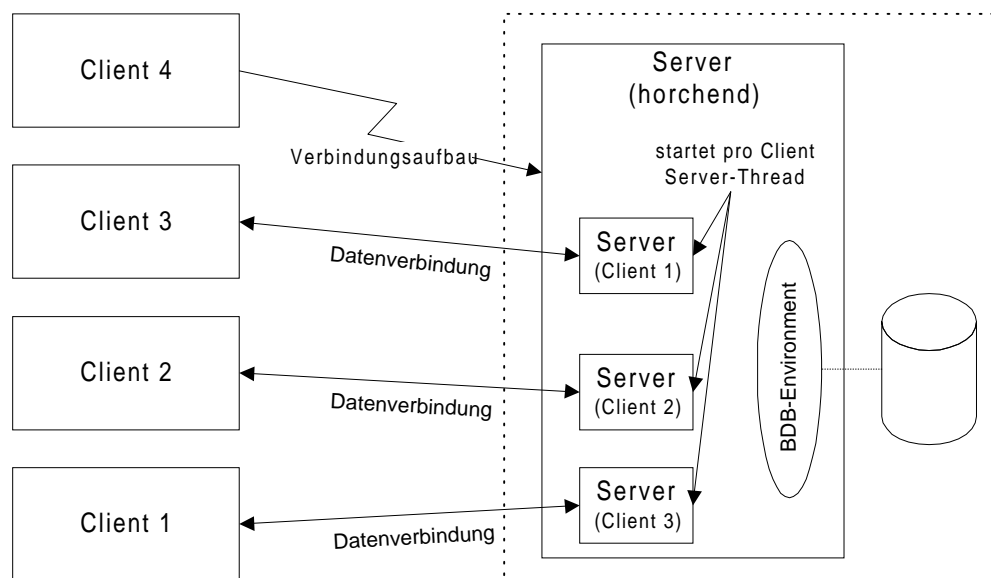 Client 4
Server
(horchend)
Verbindungsaufbau
startet pro Client
Server-Thread
Client 3
Datenverbindung
Server
(Client 1)
Client 2
Datenverbindung
Server
(Client 2)
BDB-Environment
Client 1
Datenverbindung
Server
(Client 3)